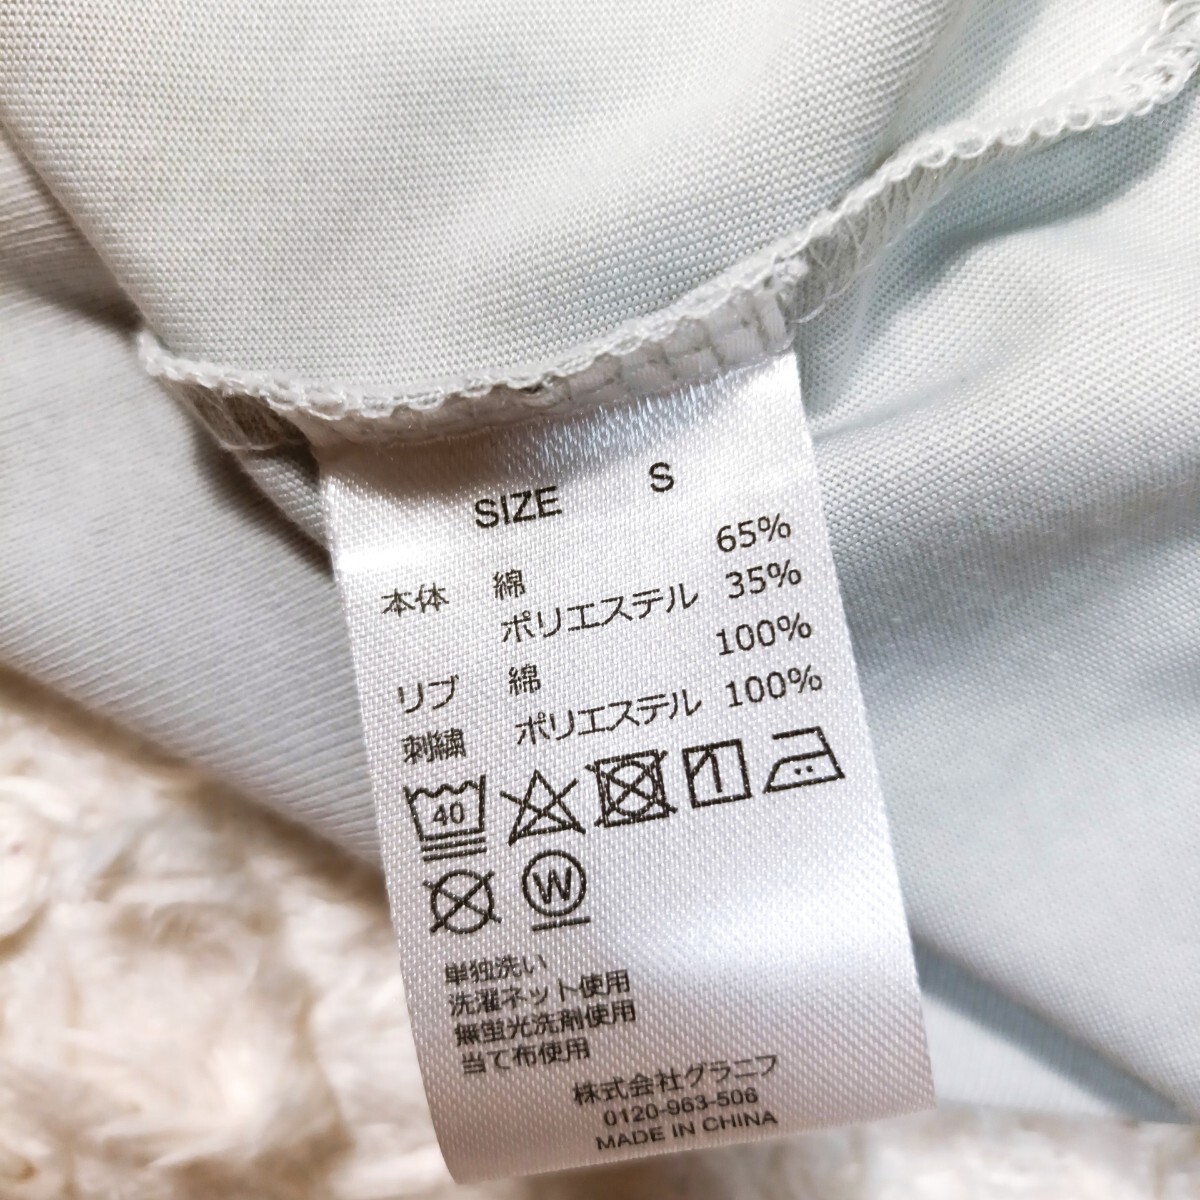 SIZE S
本体 綿 65%
ポリエステル 35%
リブ 綿 100%
刺繍 ポリエステル 100%
40
W
単独洗い
洗濯ネット使用
無蛍光洗剤使用
当て布使用
株式会社グラニフ
0120-963-506
MADE IN CHINA